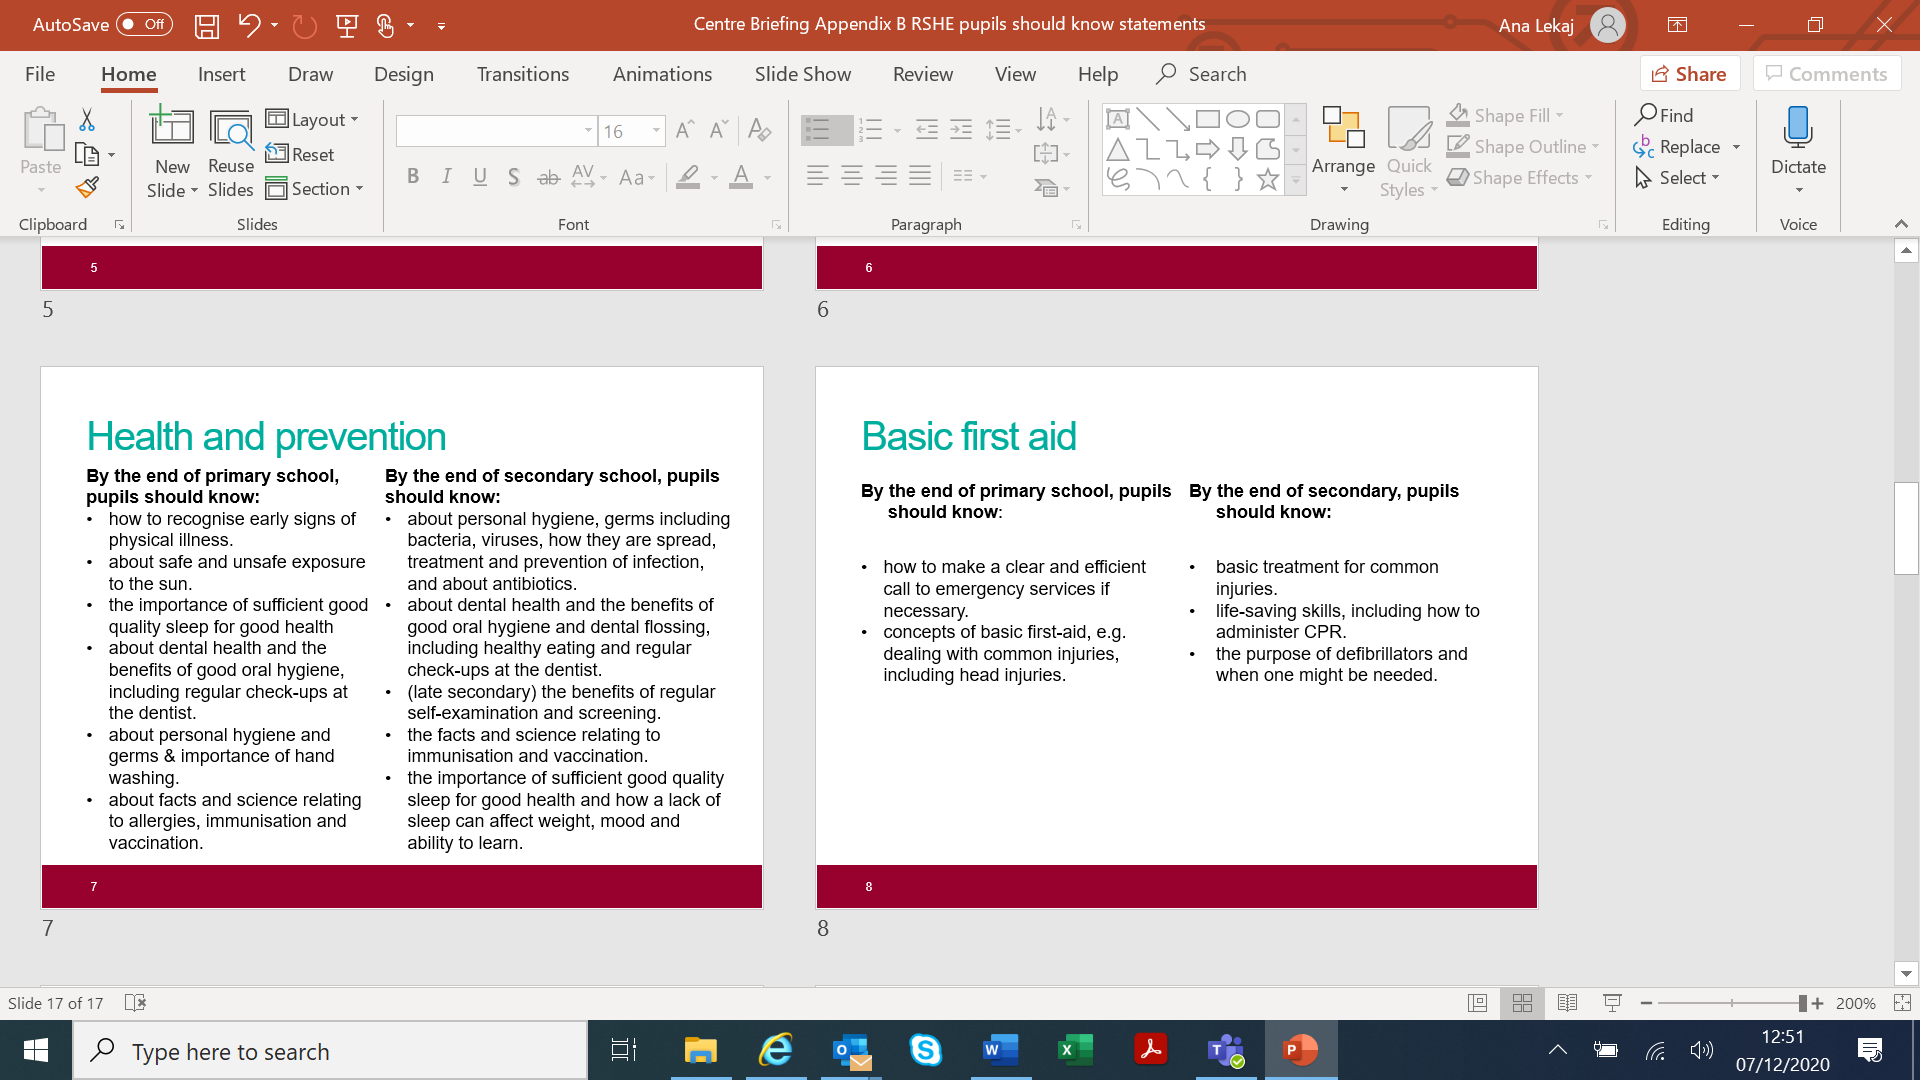 AutoSave Off
Centre Briefing Appendix B RSHE pupils should know statements
Ana Lekaj
File Home Insert Draw Design Transitions Animations Slide Show Review View Help Search Share Comments
Paste
New Slide
Reuse Slides
Layout
Reset
Section
16
B I U S ab AV Aa A
Arrange
Quick Styles
Shape Fill
Shape Outline
Shape Effects
Find
Replace
Select
Dictate
Clipboard Slides Font Paragraph Drawing Editing Voice
5
5
6
6
Health and prevention
By the end of primary school,
pupils should know:
• how to recognise early signs of
physical illness.
• about safe and unsafe exposure
to the sun.
• the importance of sufficient good
quality sleep for good health
• about dental health and the
benefits of good oral hygiene,
including regular check-ups at
the dentist.
• about personal hygiene and
germs & importance of hand
washing.
• about facts and science relating
to allergies, immunisation and
vaccination.
By the end of secondary school, pupils
should know:
• about personal hygiene, germs including
bacteria, viruses, how they are spread,
treatment and prevention of infection,
and about antibiotics.
• about dental health and the benefits of
good oral hygiene and dental flossing,
including healthy eating and regular
check-ups at the dentist.
• (late secondary) the benefits of regular
self-examination and screening.
• the facts and science relating to
immunisation and vaccination.
• the importance of sufficient good quality
sleep for good health and how a lack of
sleep can affect weight, mood and
ability to learn.
7
7
Basic first aid
By the end of primary school, pupils
should know:
• how to make a clear and efficient
call to emergency services if
necessary.
• concepts of basic first-aid, e.g.
dealing with common injuries,
including head injuries.
By the end of secondary, pupils
should know:
• basic treatment for common
injuries.
• life-saving skills, including how to
administer CPR.
• the purpose of defibrillators and
when one might be needed.
8
8
Slide 17 of 17
200%
Type here to search
12:51
07/12/2020